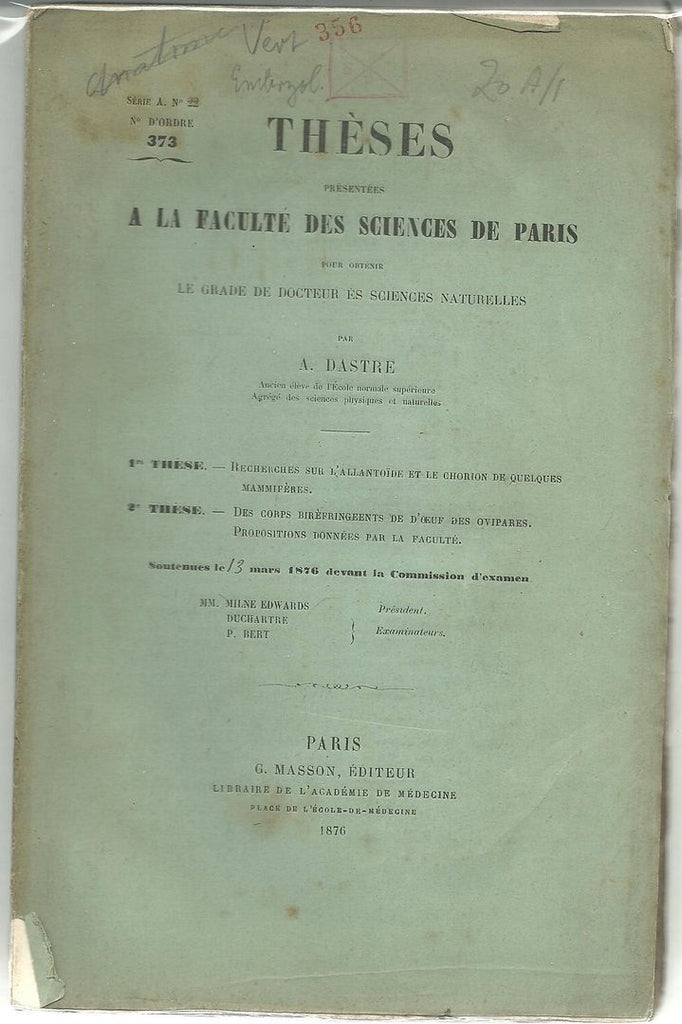 Anatomie Vert 356
Embryol. Zo A/1
SÉRIE A. No 22
No D'ORDRE
373
THÈSES
PRÉSENTÉES
A LA FACULTÉ DES SCIENCES DE PARIS
POUR OBTENIR
LE GRADE DE DOCTEUR ÈS SCIENCES NATURELLES
PAR
A. DASTRE
Ancien élève de l'École normale supérieure
Agrégé des sciences physiques et naturelles
1re THÈSE. — RECHERCHES SUR L'ALLANTOÏDE ET LE CHORION DE QUELQUES
MAMMIFÈRES.
2e THÈSE. — DES CORPS BIRÉFRINGEENTS DE D'ŒUF DES OVIPARES.
PROPOSITIONS DONNÉES PAR LA FACULTÉ.
Soutenues le 13 mars 1876 devant la Commission d'examen
MM. MILNE EDWARDS Président.
DUCHARTRE
P. BERT } Examinateurs.
PARIS
G. MASSON, ÉDITEUR
LIBRAIRE DE L'ACADÉMIE DE MÉDECINE
PLACE DE L'ÉCOLE-DE-MÉDECINE
1876